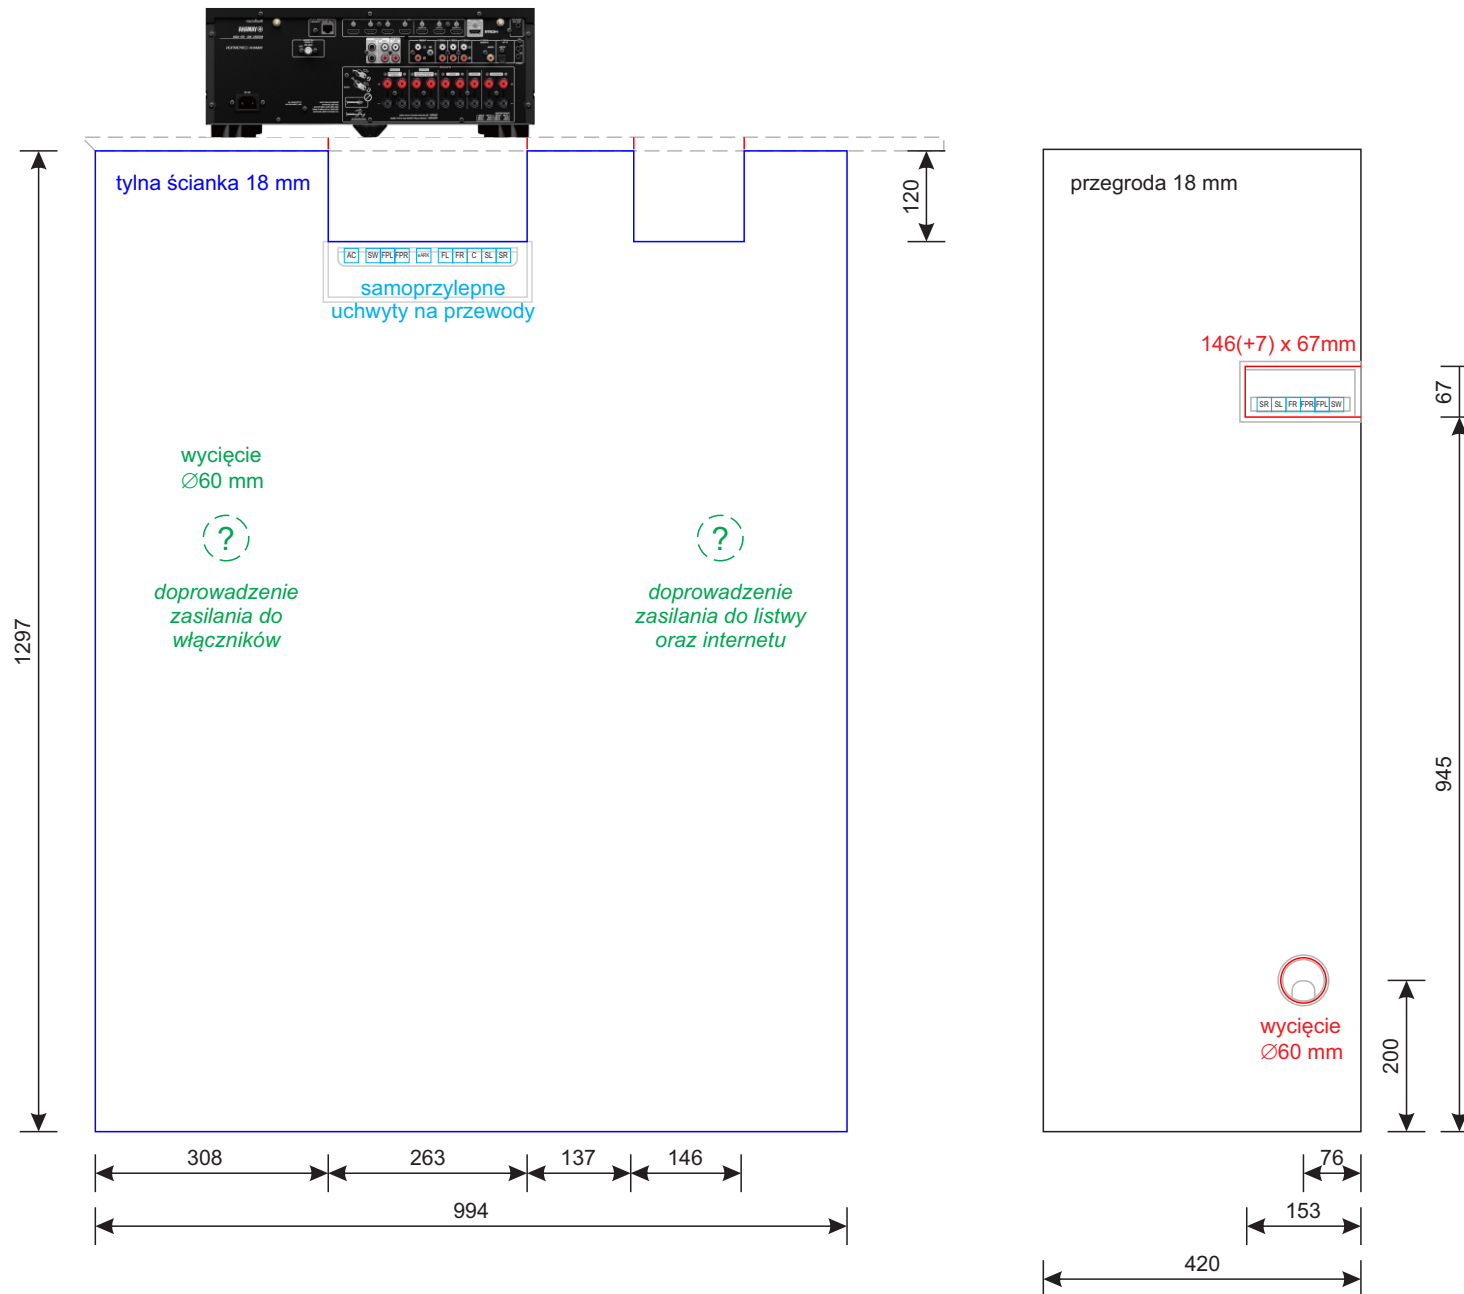 YAMAHA
HDMI
tylna ścianka 18 mm
AC SW FPL FPR eARC FL FR C SL SR
samoprzylepne
uchwyty na przewody
wycięcie
∅60 mm
?
doprowadzenie
zasilania do
włączników
?
doprowadzenie
zasilania do listwy
oraz internetu
120
1297
308
263
137
146
994
przegroda 18 mm
146(+7) x 67mm
SR SL FR FPR FPL SW
67
945
wycięcie
∅60 mm
200
76
153
420